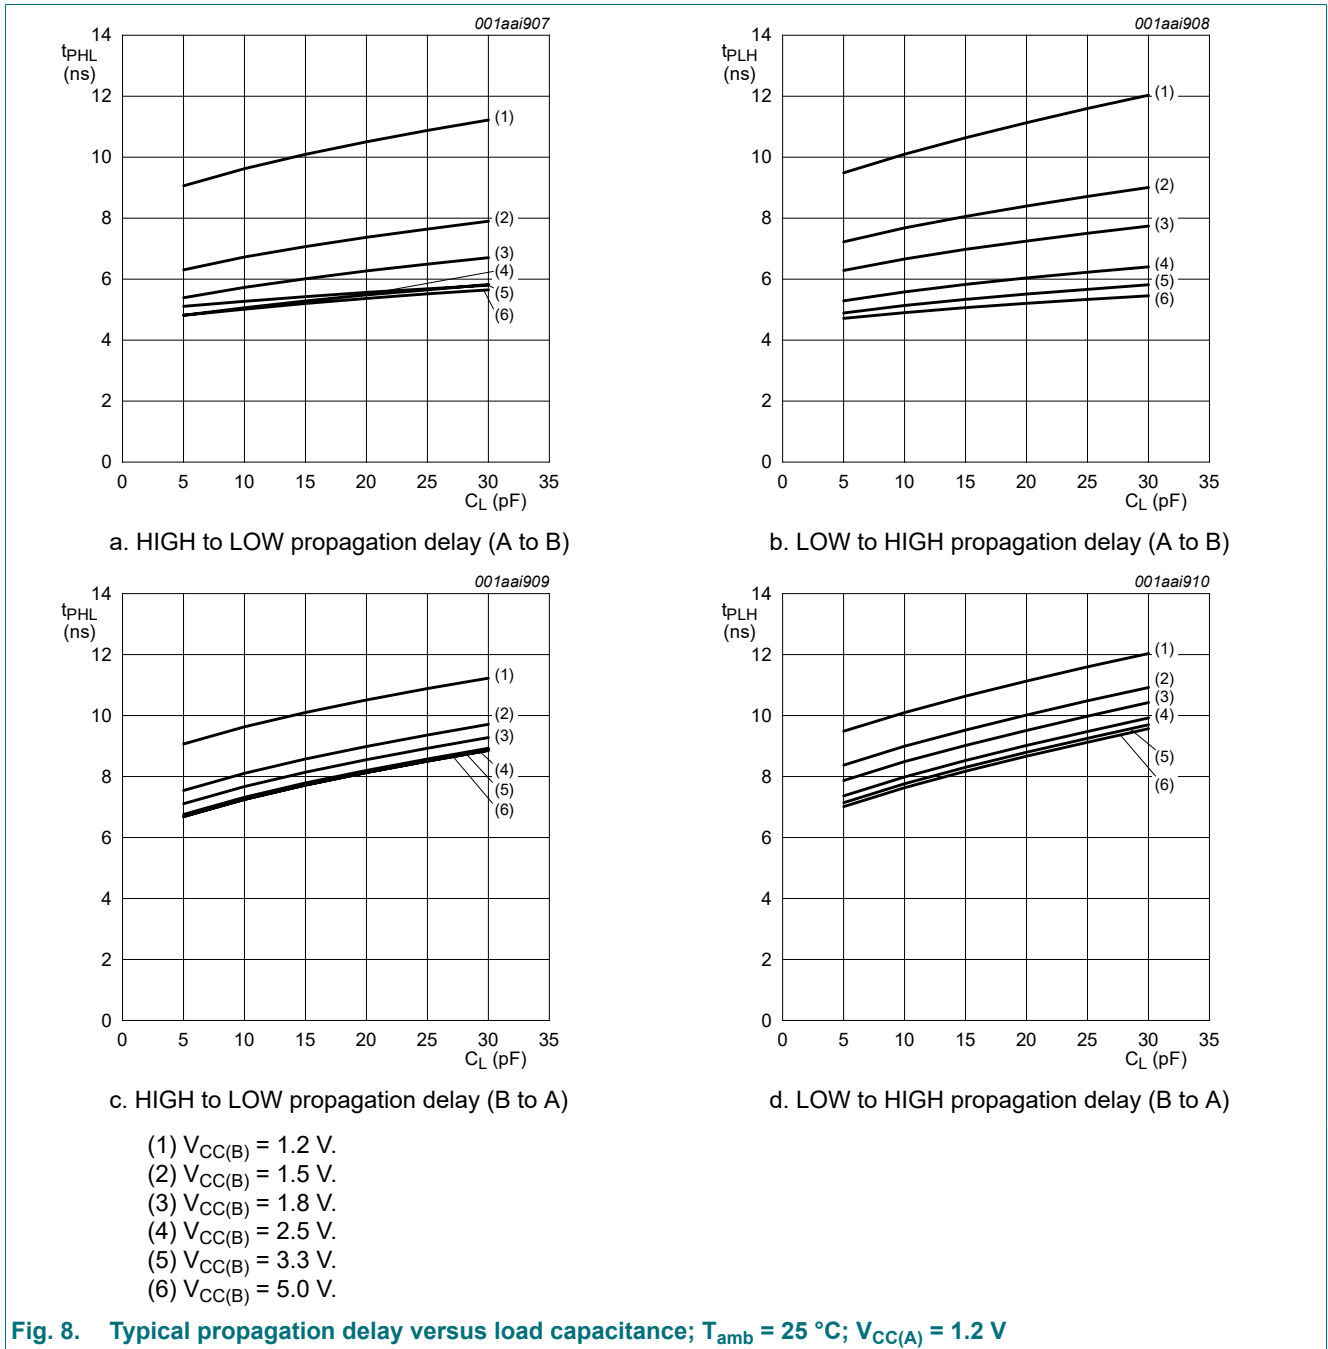 001aai907
14
tPHL
(ns)
12
10
8
6
4
2
0
0 5 10 15 20 25 30 35
CL (pF)
(1)
(2)
(3)
(4)
(5)
(6)
a. HIGH to LOW propagation delay (A to B)
001aai908
14
tPLH
(ns)
12
10
8
6
4
2
0
0 5 10 15 20 25 30 35
CL (pF)
(1)
(2)
(3)
(4)
(5)
(6)
b. LOW to HIGH propagation delay (A to B)
001aai909
14
tPHL
(ns)
12
10
8
6
4
2
0
0 5 10 15 20 25 30 35
CL (pF)
(1)
(2)
(3)
(4)
(5)
(6)
c. HIGH to LOW propagation delay (B to A)
001aai910
14
tPLH
(ns)
12
10
8
6
4
2
0
0 5 10 15 20 25 30 35
CL (pF)
(1)
(2)
(3)
(4)
(5)
(6)
d. LOW to HIGH propagation delay (B to A)
(1) VCC(B) = 1.2 V.
(2) VCC(B) = 1.5 V.
(3) VCC(B) = 1.8 V.
(4) VCC(B) = 2.5 V.
(5) VCC(B) = 3.3 V.
(6) VCC(B) = 5.0 V.
Fig. 8. Typical propagation delay versus load capacitance; Tamb = 25 °C; VCC(A) = 1.2 V